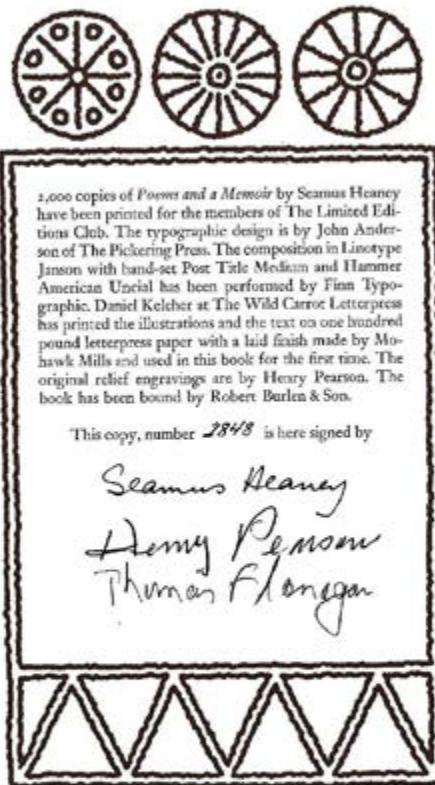 2,000 copies of Poems and a Memoir by Seamus Heaney
have been printed for the members of The Limited Edi-
tions Club. The typographic design is by John Ander-
son of The Pickering Press. The composition in Linotype
Janson with hand-set Post Title Medium and Hammer
American Uncial has been performed by Finn Typo-
graphic. Daniel Kelcher at The Wild Carrot Letterpress
has printed the illustrations and the text on one hundred
pound letterpress paper with a laid finish made by Mo-
hawk Mills and used in this book for the first time. The
original relief engravings are by Henry Pearson. The
book has been bound by Robert Burlen & Son.
This copy, number 2848 is here signed by
Seamus Heaney
Henry Pearson
Thomas Flanagan